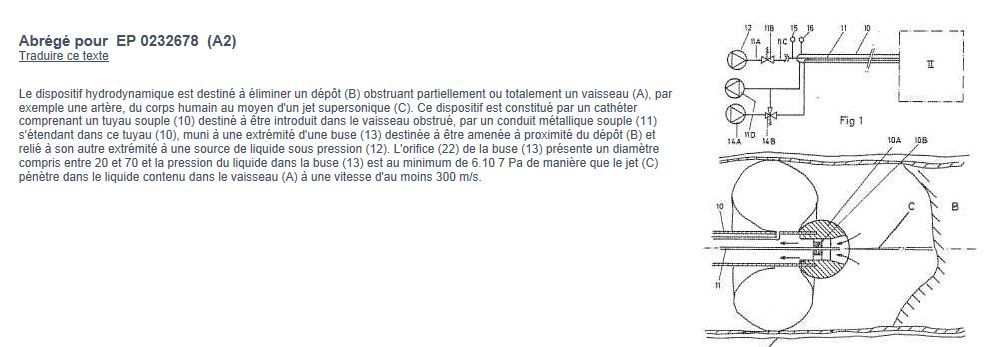 Abrégé pour EP 0232678 (A2)
Traduire ce texte
Le dispositif hydrodynamique est destiné à éliminer un dépôt (B) obstruant partiellement ou totalement un vaisseau (A), par
exemple une artère, du corps humain au moyen d'un jet supersonique (C). Ce dispositif est constitué par un cathéter
comprenant un tuyau souple (10) destiné à être introduit dans le vaisseau obstrué, par un conduit métallique souple (11)
s'étendant dans ce tuyau (10), muni à une extrémité d'une buse (13) destinée à être amenée à proximité du dépôt (B) et
relié à son autre extrémité à une source de liquide sous pression (12). L'orifice (22) de la buse (13) présente un diamètre
compris entre 20 et 70 et la pression du liquide dans la buse (13) est au minimum de 6.10 7 Pa de manière que le jet (C)
pénètre dans le liquide contenu dans le vaisseau (A) à une vitesse d'au moins 300 m/s.
12 11B 15 16 11 10
11A 11C
II
11D
14A 14B
Fig 1
10A 10B
10
C B
11